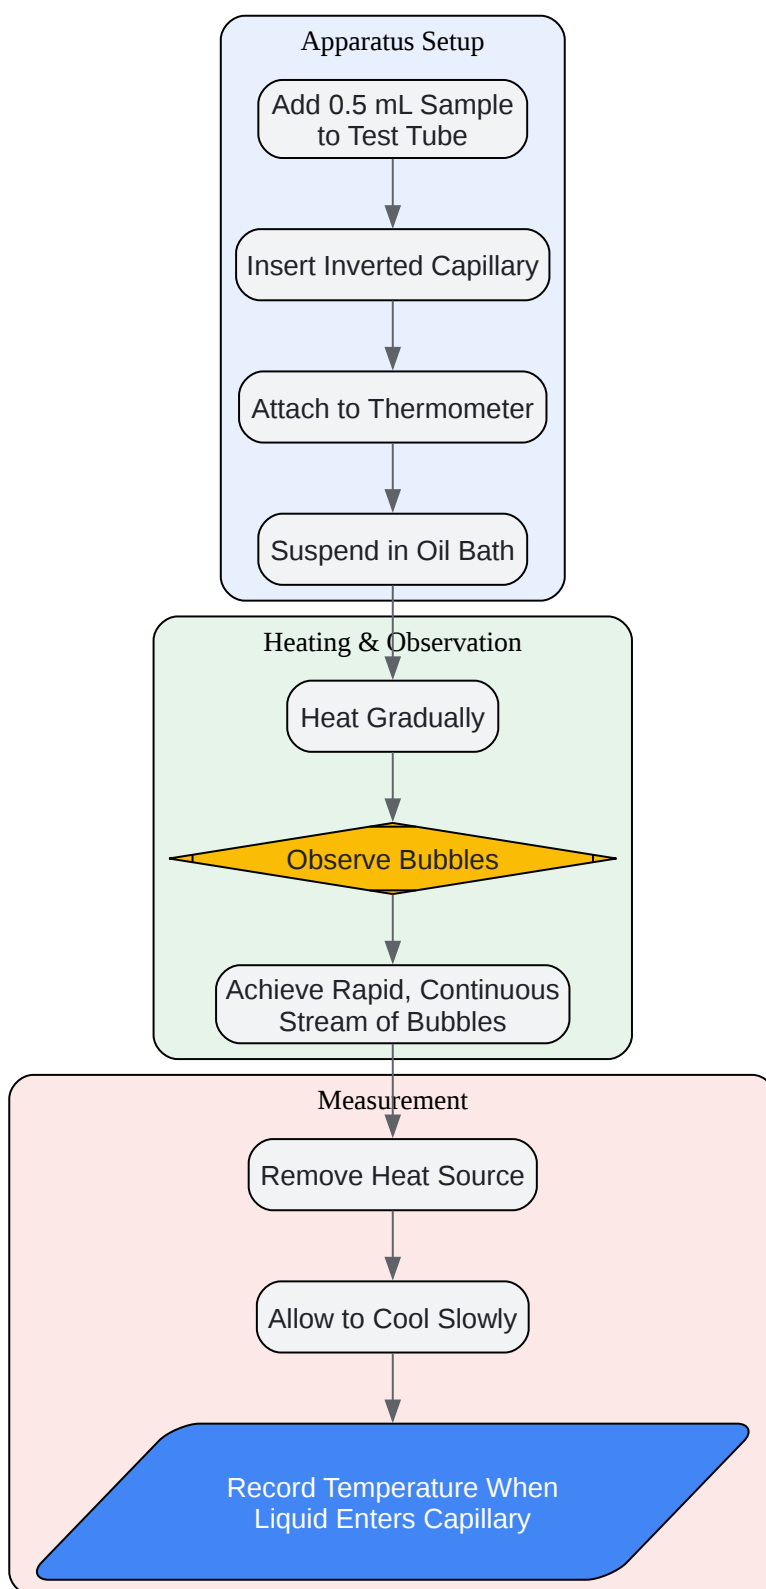 Apparatus Setup
Add 0.5 mL Sample
to Test Tube
Insert Inverted Capillary
Attach to Thermometer
Suspend in Oil Bath
Heating & Observation
Heat Gradually
Observe Bubbles
Achieve Rapid, Continuous
Stream of Bubbles
Measurement
Remove Heat Source
Allow to Cool Slowly
Record Temperature When
Liquid Enters Capillary